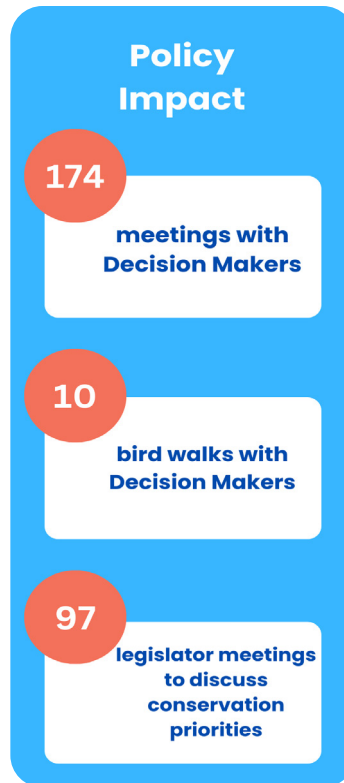 Policy
Impact
174
meetings with
Decision Makers
10
bird walks with
Decision Makers
97
legislator meetings
to discuss
conservation
priorities